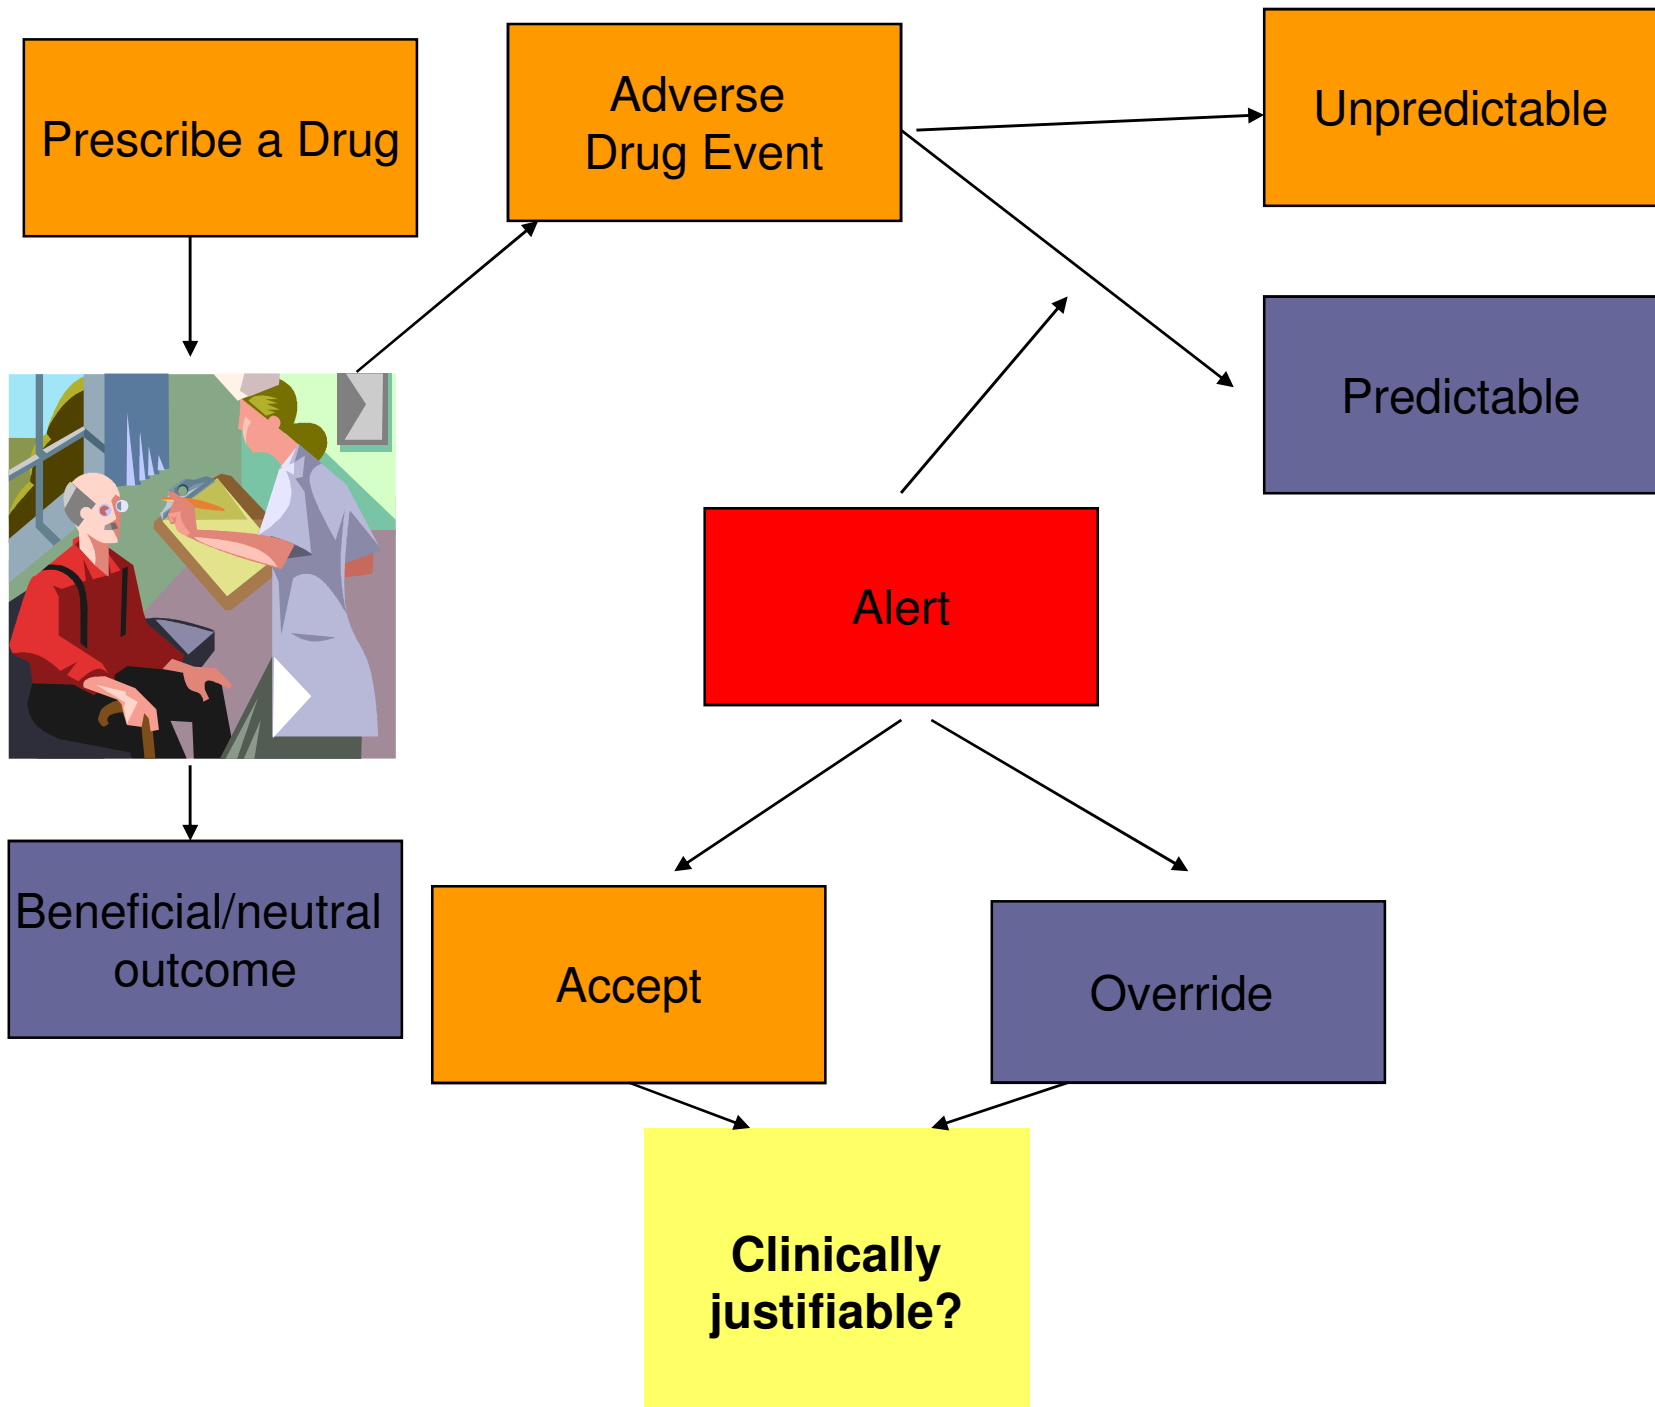 Prescribe a Drug
Adverse
Drug Event
Unpredictable
Predictable
Alert
Beneficial/neutral
outcome
Accept
Override
Clinically
justifiable?